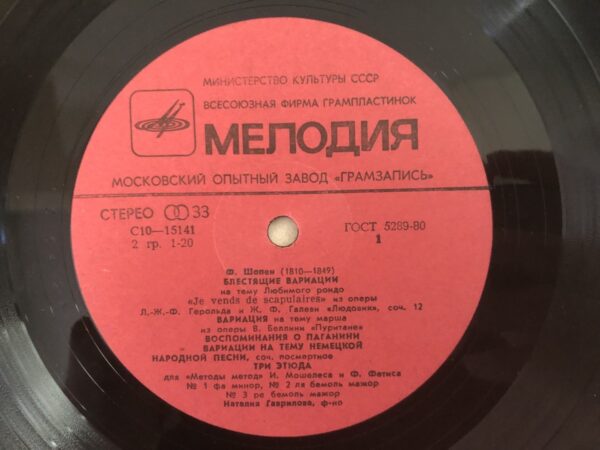 МИНИСТЕРСТВО КУЛЬТУРЫ СССР
ВСЕСОЮЗНАЯ ФИРМА ГРАМПЛАСТИНОК
МЕЛОДИЯ
МОСКОВСКИЙ ОПЫТНЫЙ ЗАВОД «ГРАМЗАПИСЬ»
СТЕРЕО 33
С10—15141 ГОСТ 5289-80
2 гр. 1-20 1
Ф. Шопен (1810—1849)
БЛЕСТЯЩИЕ ВАРИАЦИИ
на тему Любимого рондо
«Je vends de scapulaires» из оперы
Л.-Ж.-Ф. Герольда и Ж. Ф. Галеви «Людовик», соч. 12
ВАРИАЦИЯ на тему марша
из оперы В. Беллини «Пуритане»
ВОСПОМИНАНИЯ О ПАГАНИНИ
ВАРИАЦИИ НА ТЕМУ НЕМЕЦКОЙ
НАРОДНОЙ ПЕСНИ, соч. посмертное
ТРИ ЭТЮДА
для «Методы метод» И. Мошелеса и Ф. Фетиса
№ 1 фа минор, № 2 ля бемоль мажор
№ 3 ре бемоль мажор
Наталия Гаврилова, ф-но